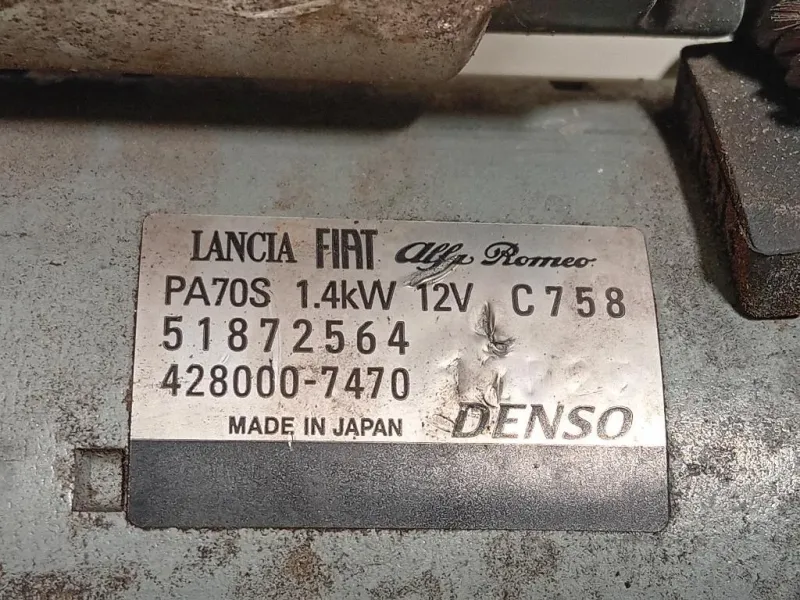 LANCIA FIAT Alfa Romeo
PA70S 1.4kW 12V C758
51872564
428000-7470
MADE IN JAPAN DENSO